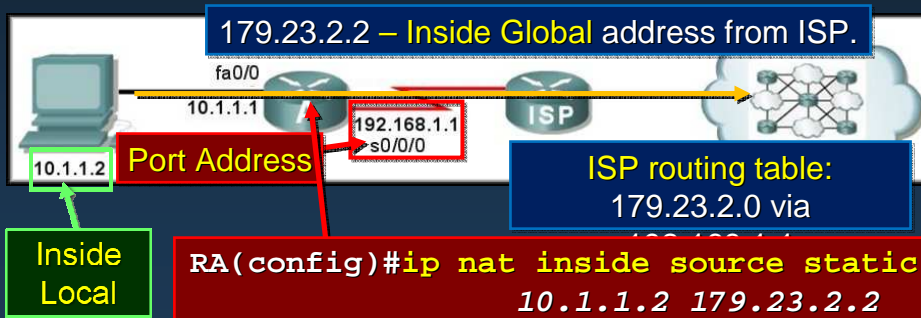 179.23.2.2 – Inside Global address from ISP.
fa0/0
10.1.1.1
A
ISP
192.168.1.1
s0/0/0
Port Address
10.1.1.2
ISP routing table:
179.23.2.0 via
Inside
Local
RA(config)#ip nat inside source static
10.1.1.2 179.23.2.2